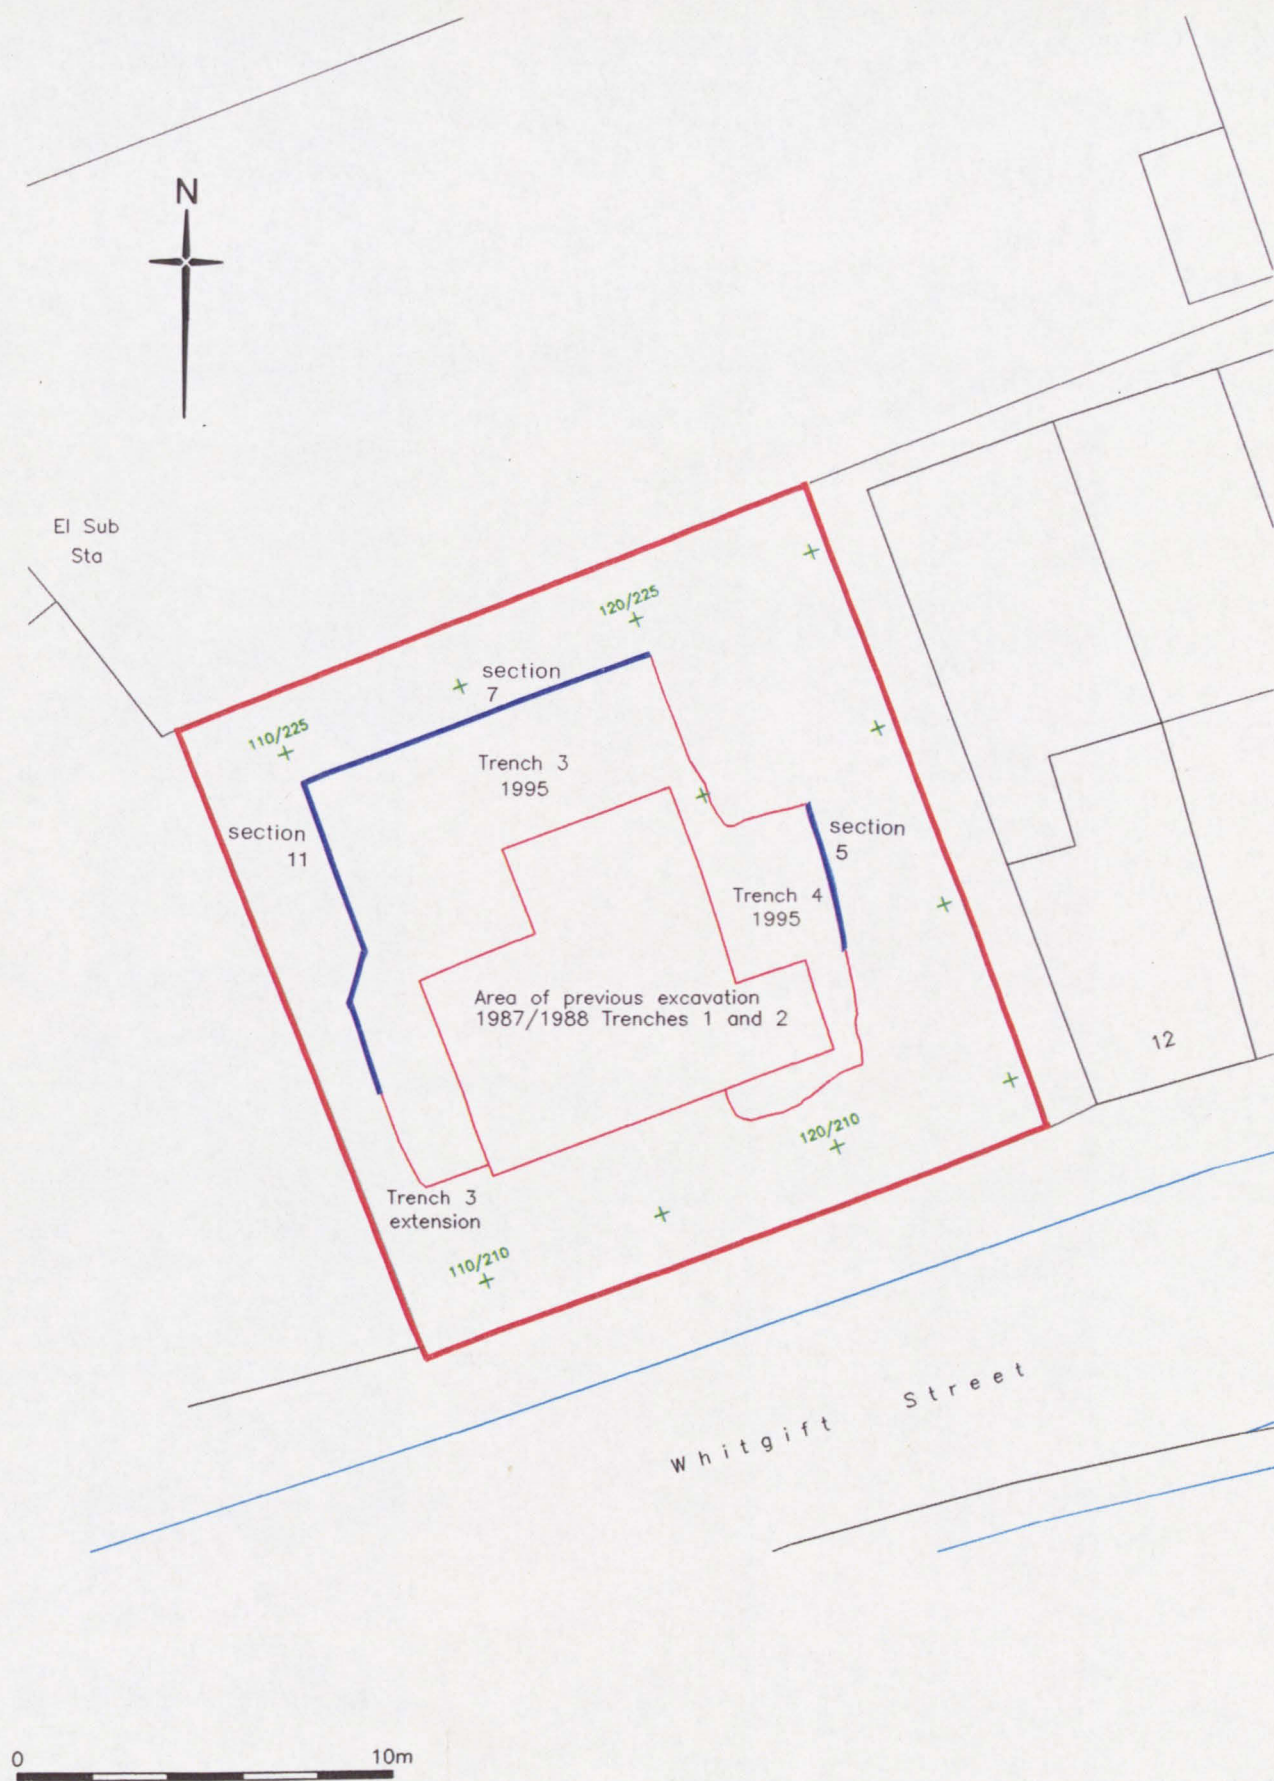 N
El Sub
Sta
120/225
section
7
110/225
Trench 3
1995
section
11
section
5
Trench 4
1995
Area of previous excavation
1987/1988 Trenches 1 and 2
12
120/210
Trench 3
extension
110/210
Whitgift Street
0 10m